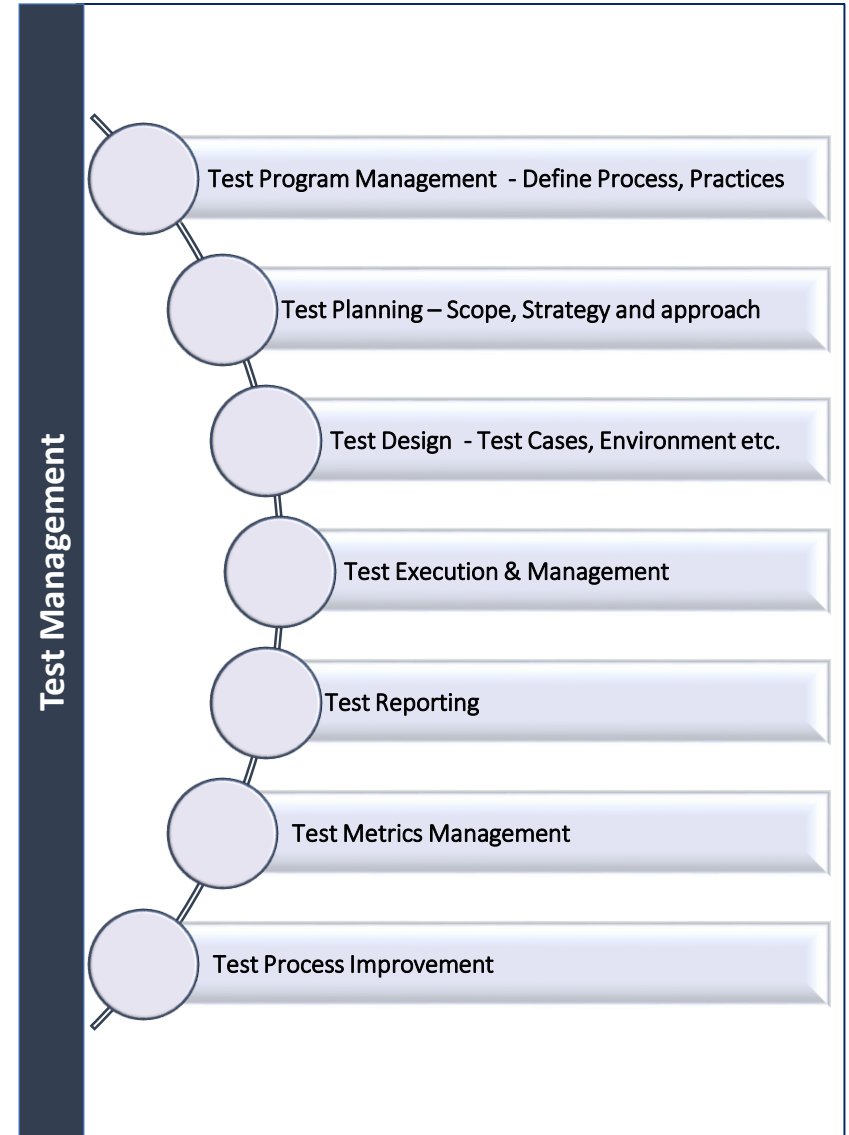 Test Management
Test Program Management  - Define Process, Practices
Test Planning – Scope, Strategy and approach
Test Design  - Test Cases, Environment etc.
Test Execution & Management
Test Reporting
Test Metrics Management
Test Process Improvement